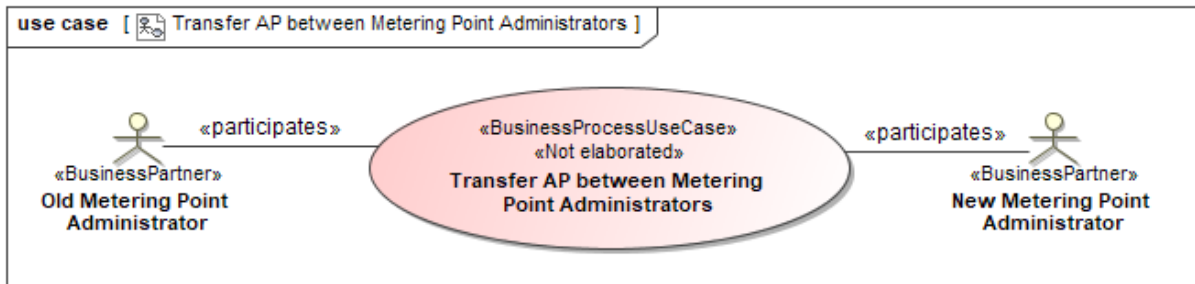 use case [ Transfer AP between Metering Point Administrators ]
«participates»
«BusinessPartner»
Old Metering Point
Administrator
«BusinessProcessUseCase»
«Not elaborated»
Transfer AP between Metering
Point Administrators
«participates»
«BusinessPartner»
New Metering Point
Administrator